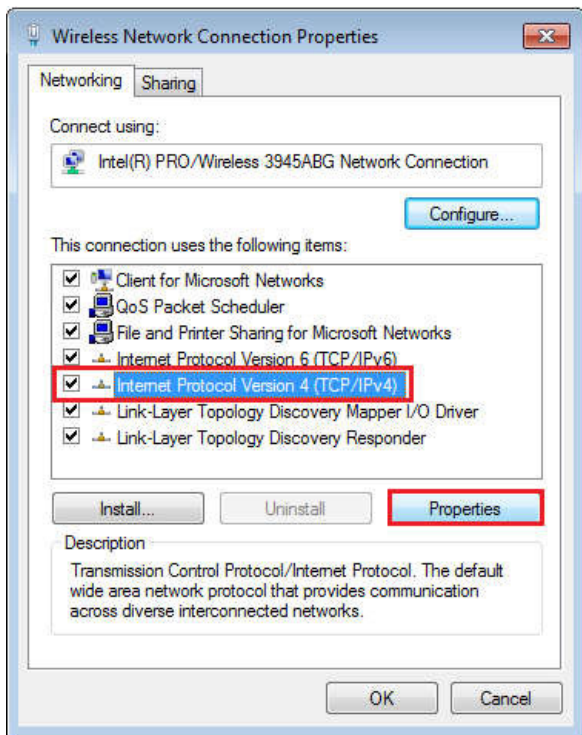 Wireless Network Connection Properties
Networking
Sharing
Connect using:
Intel(R) PRO/Wireless 3945ABG Network Connection
Configure...
This connection uses the following items:
Client for Microsoft Networks
QoS Packet Scheduler
File and Printer Sharing for Microsoft Networks
Internet Protocol Version 6 (TCP/IPv6)
Internet Protocol Version 4 (TCP/IPv4)
Link-Layer Topology Discovery Mapper I/O Driver
Link-Layer Topology Discovery Responder
Install...
Uninstall
Properties
Description
Transmission Control Protocol/Internet Protocol. The default
wide area network protocol that provides communication
across diverse interconnected networks.
OK
Cancel